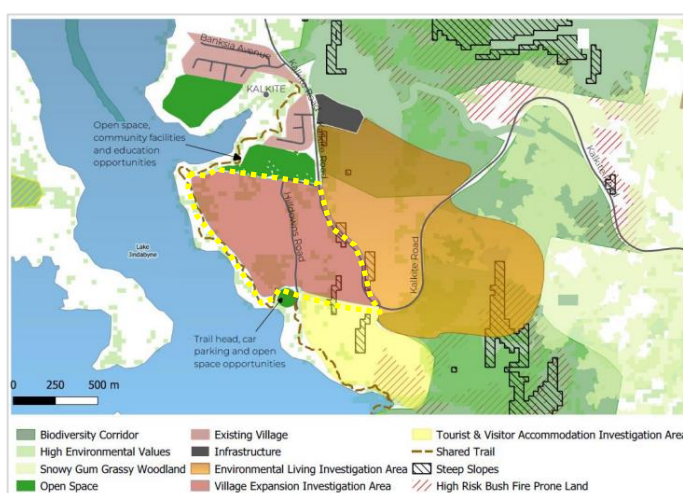 Banksia Avenue
Kalkite Road
KALKITE
Open space,
community facilities
and education
opportunities
Road
Hilldowns Road
Kalkite Road
Lake
Jindabyne
Trail head, car
parking and open
space opportunities
0 250 500 m
Biodiversity Corridor
High Environmental Values
Snowy Gum Grassy Woodland
Open Space
Existing Village
Infrastructure
Environmental Living Investigation Area
Village Expansion Investigation Area
Tourist & Visitor Accommodation Investigation Area
Shared Trail
Steep Slopes
High Risk Bush Fire Prone Land